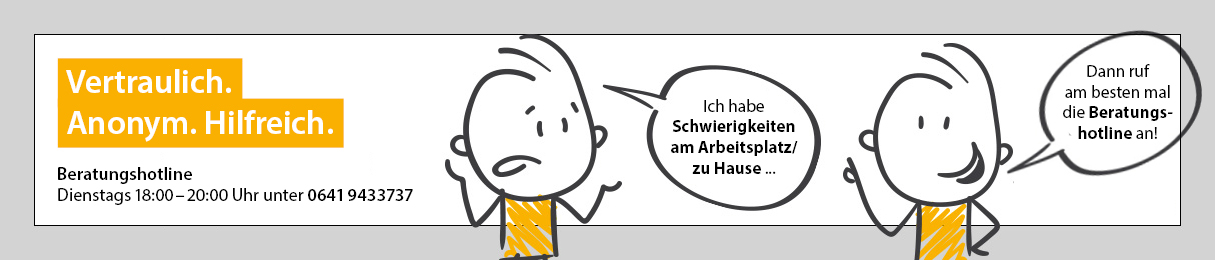 Vertraulich.
Anonym. Hilfreich.
Beratungshotline
Dienstags 18:00 – 20:00 Uhr unter 0641 9433737
Ich habe
Schwierigkeiten
am Arbeitsplatz/
zu Hause ...
Dann ruf
am besten mal
die Beratungs-
hotline an!